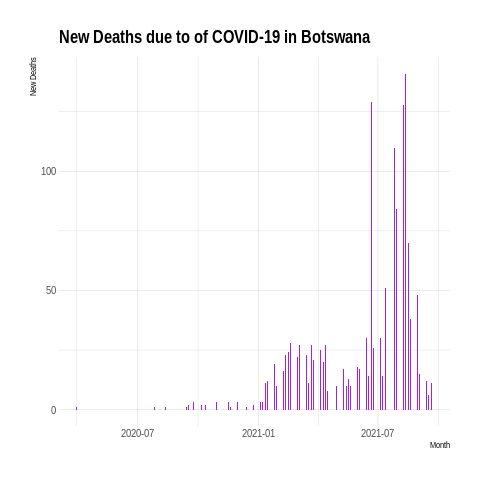 New Deaths due to of COVID-19 in Botswana
New Deaths
100
50
0
2020-07
2021-01
2021-07
Month